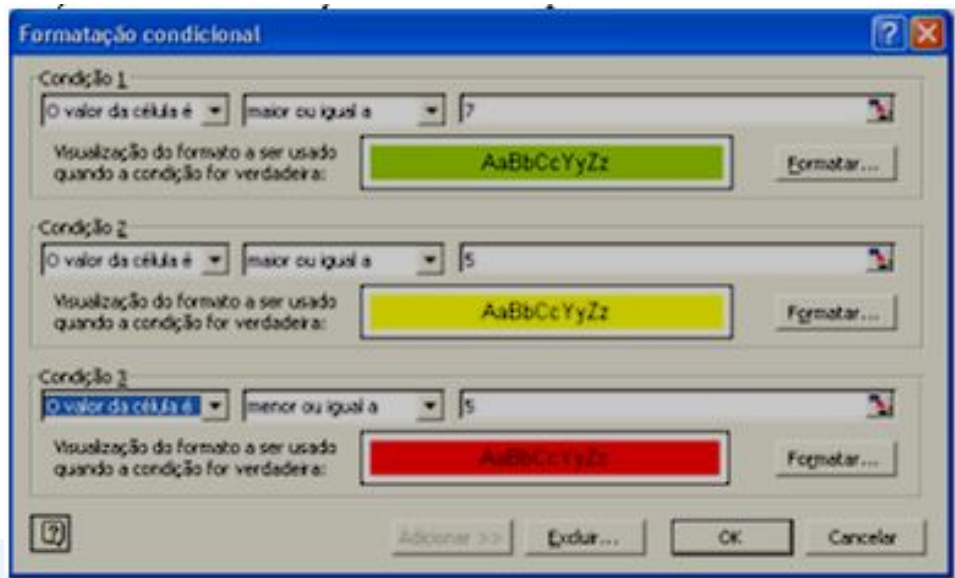 Formatação condicional
Condição 1
O valor da célula é
maior ou igual a
7
Visualização do formato a ser usado
quando a condição for verdadeira:
AaBbCcYyZz
Formatar...
Condição 2
O valor da célula é
maior ou igual a
5
Visualização do formato a ser usado
quando a condição for verdadeira:
AaBbCcYyZz
Formatar...
Condição 3
O valor da célula é
menor ou igual a
5
Visualização do formato a ser usado
quando a condição for verdadeira:
AaBbCcYyZz
Formatar...
Adicionar >>
Excluir...
OK
Cancelar